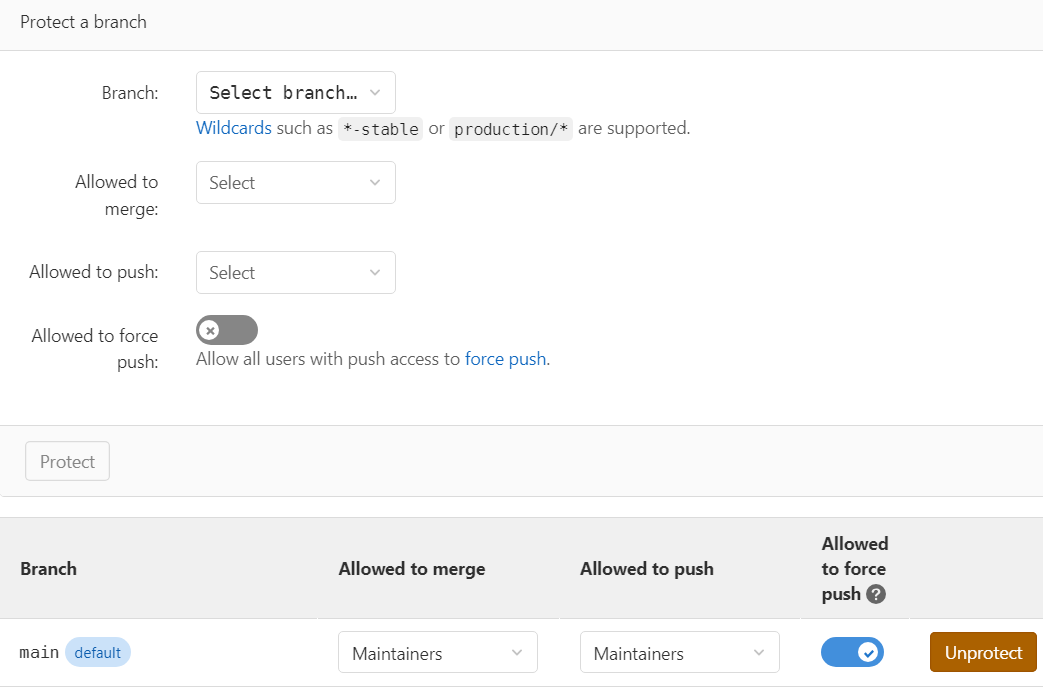 Protect a branch
Branch:
Select branch...
Wildcards such as *-stable or production/* are supported.
Allowed to
merge:
Select
Allowed to push:
Select
Allowed to force
push:
Allow all users with push access to force push.
Protect
Branch
Allowed to merge
Allowed to push
Allowed
to force
push ?
main default
Maintainers
Maintainers
Unprotect